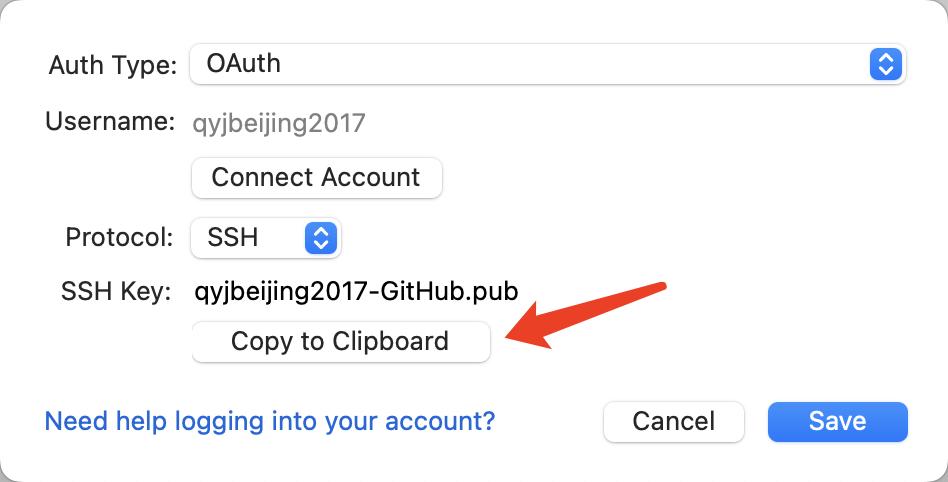 Auth Type: OAuth
Username: qyjbeijing2017
Connect Account
Protocol: SSH
SSH Key: qyjbeijing2017-GitHub.pub
Copy to Clipboard
Need help logging into your account? Cancel Save